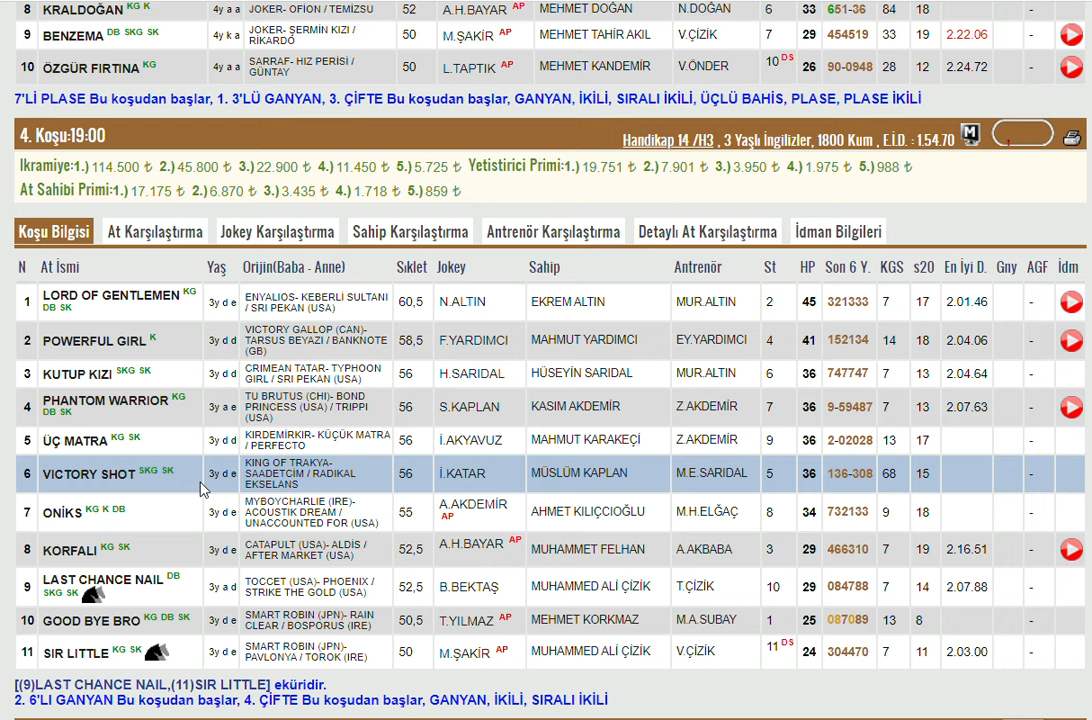 8 KRALDOĞAN KG K 4y a a JOKER- OFİON / TEMİZSU 52 A.H.BAYAR AP MEHMET DOĞAN N.DOĞAN 6 33 651-36 84 18 -
9 BENZEMA DB SKG SK 4y k a JOKER- ŞERMİN KIZI / RİKARDO 50 M.ŞAKİR AP MEHMET TAHİR AKIL V.ÇİZİK 7 29 454519 33 19 2.22.06 -
10 ÖZGÜR FIRTINA KG 4y a a SARRAF- HIZ PERİSİ / GÜNTAY 50 L.TAPTIK AP MEHMET KANDEMİR V.ÖNDER 10 DS 26 90-0948 28 12 2.24.72 -
7'Lİ PLASE Bu koşudan başlar, 1. 3'LÜ GANYAN, 3. ÇİFTE Bu koşudan başlar, GANYAN, İKİLİ, SIRALI İKİLİ, ÜÇLÜ BAHİS, PLASE, PLASE İKİLİ
4. Koşu:19:00 Handikap 14 /H3 , 3 Yaşlı İngilizler, 1800 Kum , E.İ.D. : 1.54.70 M
Ikramiye:1.) 114.500 ₺ 2.) 45.800 ₺ 3.) 22.900 ₺ 4.) 11.450 ₺ 5.) 5.725 ₺ Yetistirici Primi:1.) 19.751 ₺ 2.) 7.901 ₺ 3.) 3.950 ₺ 4.) 1.975 ₺ 5.) 988 ₺
At Sahibi Primi:1.) 17.175 ₺ 2.) 6.870 ₺ 3.) 3.435 ₺ 4.) 1.718 ₺ 5.) 859 ₺
Koşu Bilgisi At Karşılaştırma Jokey Karşılaştırma Sahip Karşılaştırma Antrenör Karşılaştırma Detaylı At Karşılaştırma İdman Bilgileri
N At İsmi Yaş Orijin(Baba - Anne) Sıklet Jokey Sahip Antrenör St HP Son 6 Y. KGS s20 En İyi D. Gny AGF İdm
1 LORD OF GENTLEMEN KG DB SK 3y d e ENYALIOS- KEBERLİ SULTANI / SRI PEKAN (USA) 60,5 N.ALTIN EKREM ALTIN MUR.ALTIN 2 45 321333 7 17 2.01.46 -
2 POWERFUL GIRL K 3y d d VICTORY GALLOP (CAN)- TARSUS BEYAZI / BANKNOTE (GB) 58,5 F.YARDIMCI MAHMUT YARDIMCI EY.YARDIMCI 4 41 152134 14 18 2.04.06 -
3 KUTUP KIZI SKG SK 3y d d CRIMEAN TATAR- TYPHOON GIRL / SRI PEKAN (USA) 56 H.SARIDAL HÜSEYİN SARIDAL MUR.ALTIN 6 36 747747 7 13 2.04.64 -
4 PHANTOM WARRIOR KG DB SK 3y a e TU BRUTUS (CHI)- BOND PRINCESS (USA) / TRIPPI (USA) 56 S.KAPLAN KASIM AKDEMİR Z.AKDEMİR 7 36 9-59487 7 13 2.07.63 -
5 ÜÇ MATRA KG SK 3y d d KIRDEMİRKIR- KÜÇÜK MATRA / PERFECTO 56 İ.AKYAVUZ MAHMUT KARAKEÇİ Z.AKDEMİR 9 36 2-02028 13 17 -
6 VICTORY SHOT SKG SK 3y d e KING OF TRAKYA- SAADETCİM / RADIKAL EKSELANS 56 İ.KATAR MÜSLÜM KAPLAN M.E.SARIDAL 5 36 136-308 68 15 -
7 ONİKS KG K DB 3y d e MYBOYCHARLIE (IRE)- ACOUSTIK DREAM / UNACCOUNTED FOR (USA) 55 A.AKDEMİR AP AHMET KILIÇCIOĞLU M.H.ELĞAÇ 8 34 732133 9 18 -
8 KORFALI KG SK 3y d e CATAPULT (USA)- ALDİS / AFTER MARKET (USA) 52,5 A.H.BAYAR AP MUHAMMET FELHAN A.AKBABA 3 29 466310 7 19 2.16.51 -
9 LAST CHANCE NAIL DB SKG SK 3y a d TOCCET (USA)- PHOENIX / STRIKE THE GOLD (USA) 52,5 B.BEKTAŞ MUHAMMED ALİ ÇİZİK T.ÇİZİK 10 29 084788 7 14 2.07.88 -
10 GOOD BYE BRO KG DB SK 3y d e SMART ROBIN (JPN)- RAIN CLEAR / BOSPORUS (IRE) 50,5 T.YILMAZ AP MEHMET KORKMAZ M.A.SUBAY 1 25 087089 13 8 -
11 SIR LITTLE KG SK 3y d e SMART ROBIN (JPN)- PAVLONYA / TOROK (IRE) 50 M.ŞAKİR AP MUHAMMED ALİ ÇİZİK V.ÇİZİK 11 DS 24 304470 7 11 2.03.00 -
[(9)LAST CHANCE NAIL,(11)SIR LITTLE] eküridir.
2. 6'LI GANYAN Bu koşudan başlar, 4. ÇİFTE Bu koşudan başlar, GANYAN, İKİLİ, SIRALI İKİLİ